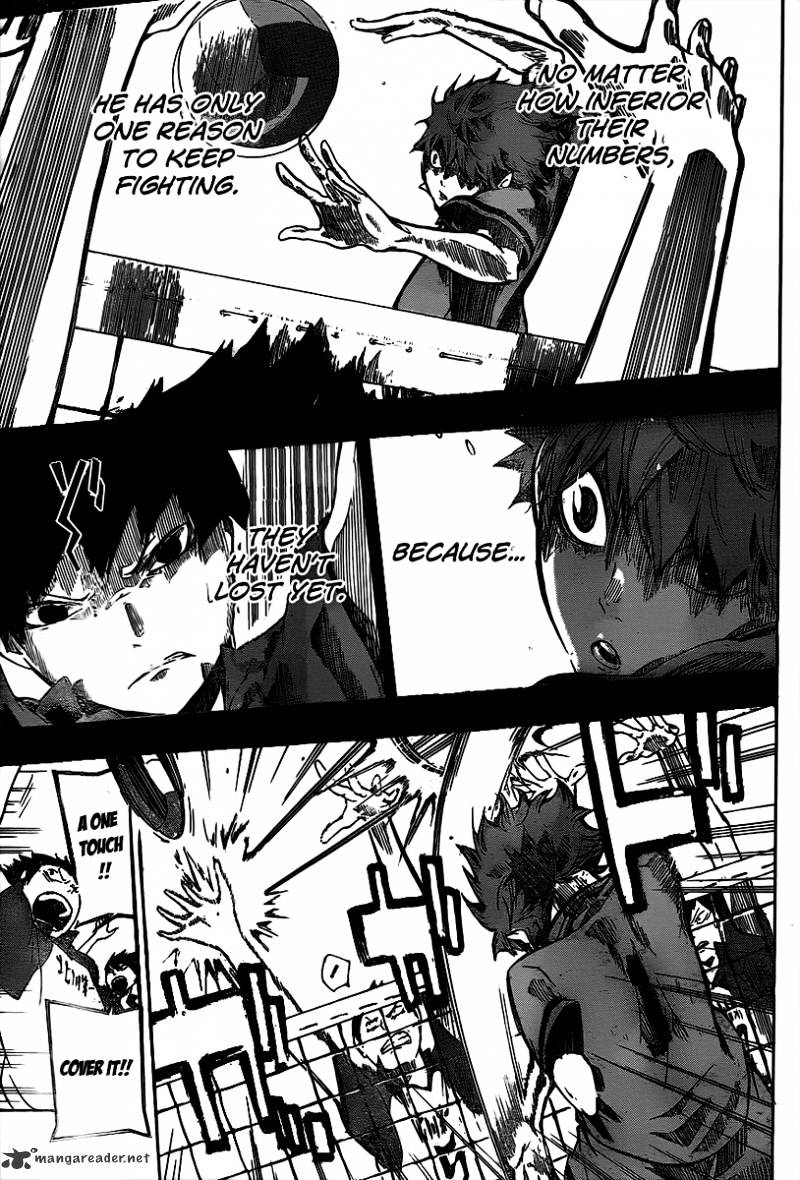 NO MATTER
HOW INFERIOR
THEIR
NUMBERS,
HE HAS ONLY
ONE REASON
TO KEEP
FIGHTING.
BECAUSE...
THEY
HAVEN'T
LOST YET.
A ONE
TOUCH
!!
COVER IT!!
mangareader.net